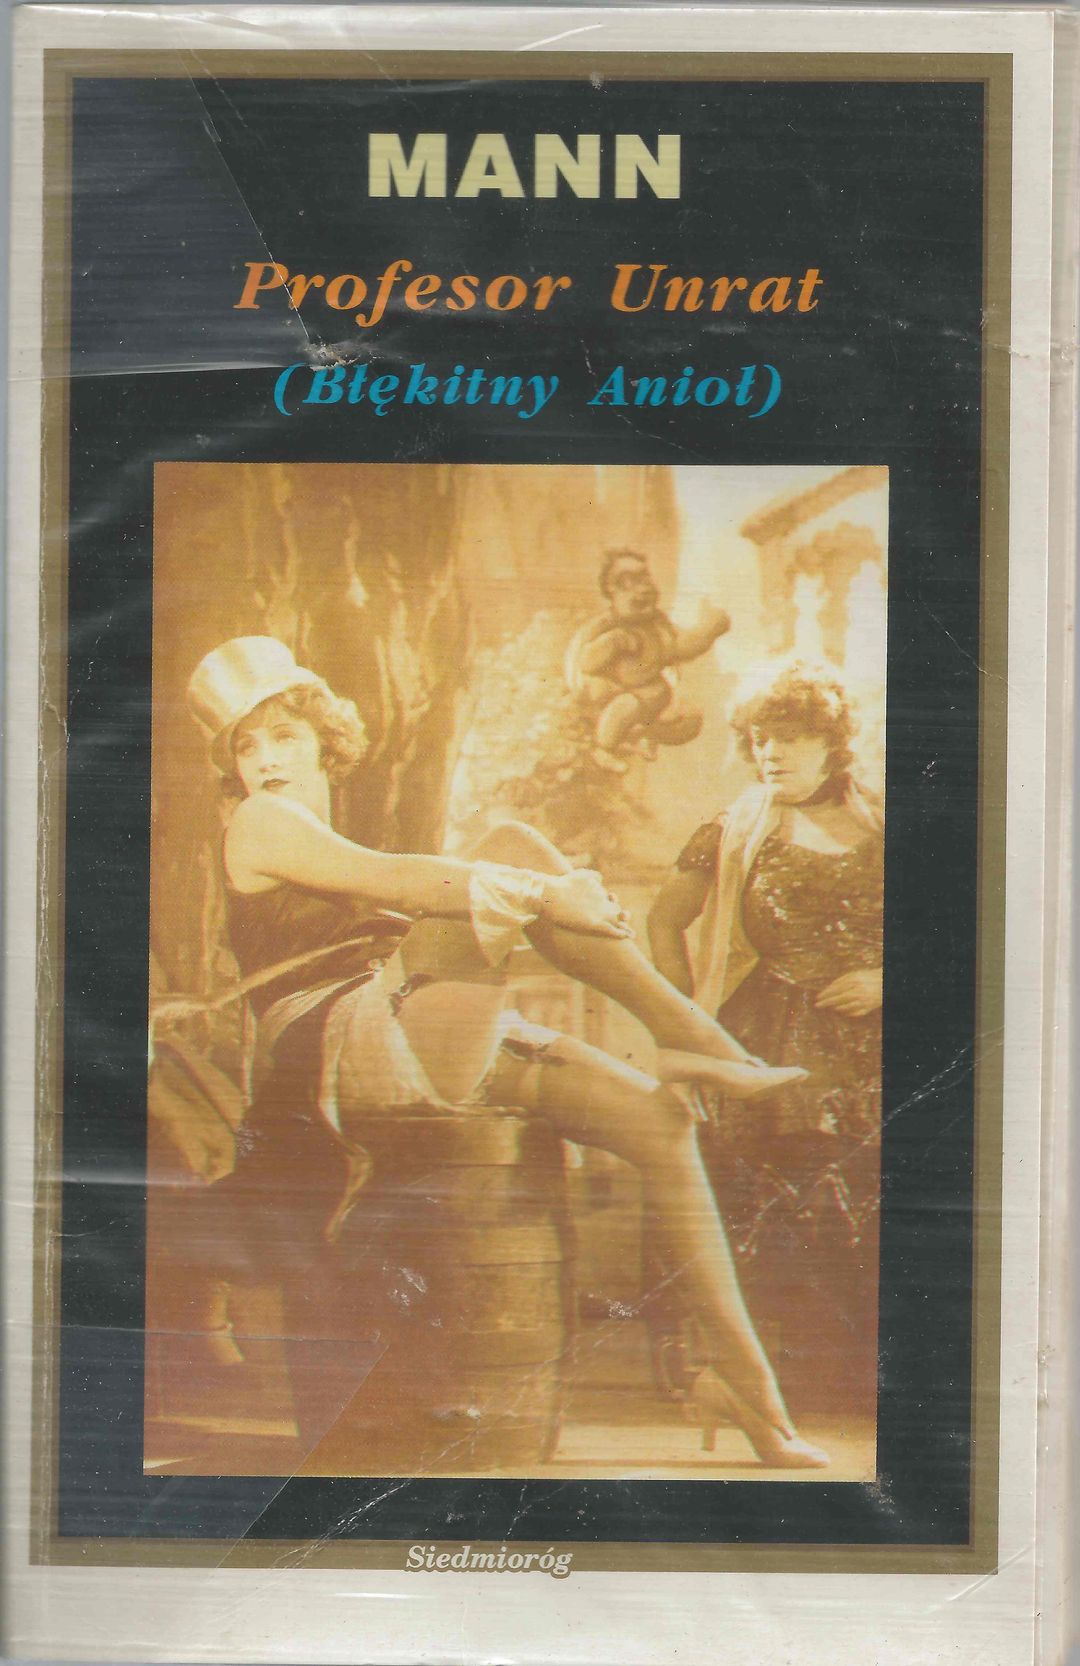 MANN
Profesor Unrat
(Błękitny Anioł)
Siedmioróg